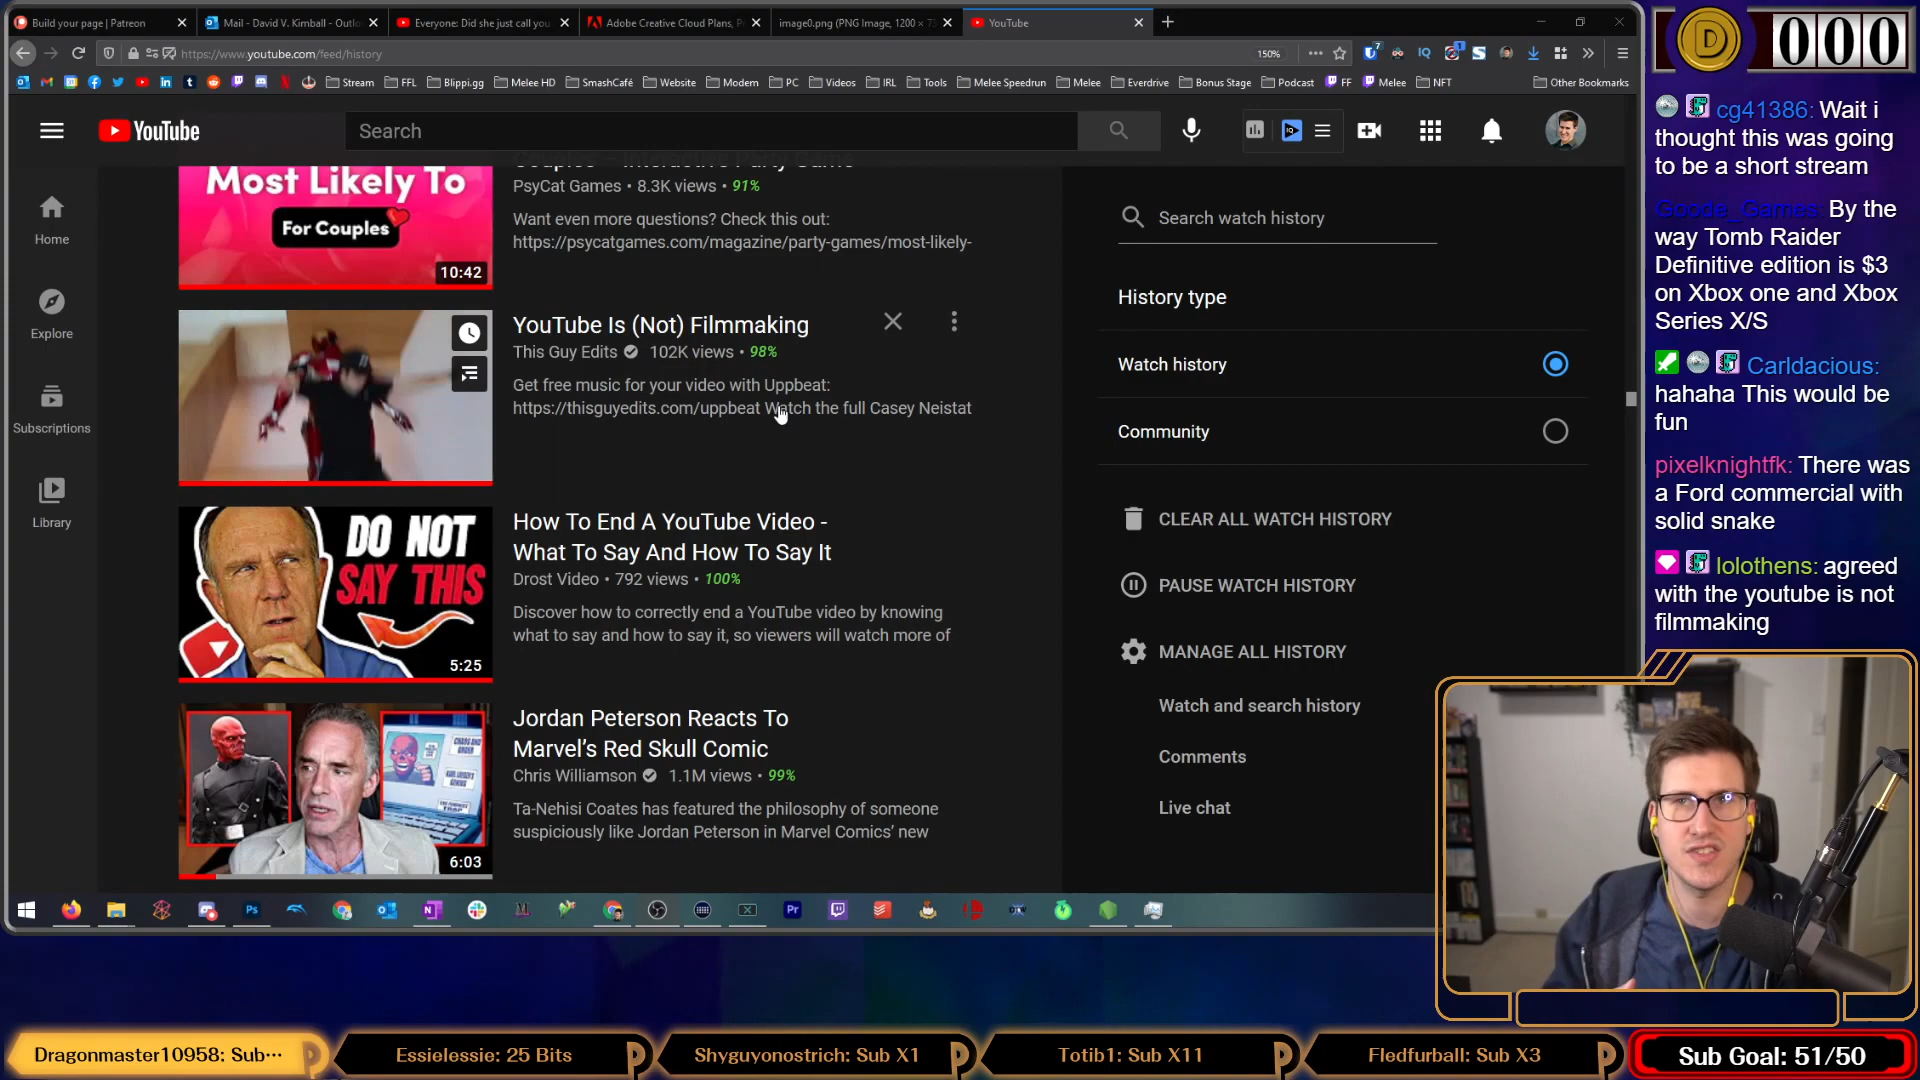 Build your page | Patreon
Mail - David V. Kimball - Outlo
Everyone: Did she just call you
Adobe Creative Cloud Plans, P
image0.png (PNG Image, 1200 ×
YouTube
https://www.youtube.com/feed/history
150%
Stream
FFL
Blippi.gg
Melee HD
SmashCafé
Website
Modem
PC
Videos
IRL
Tools
Melee Speedrun
Melee
Everdrive
Bonus Stage
Podcast
FF
Melee
NFT
Other Bookmarks
YouTube
Search
Home
Explore
Subscriptions
Library
Most Likely To
For Couples
10:42
Couples - Interactive Party Game
PsyCat Games • 8.3K views • 91%
Want even more questions? Check this out:
https://psycatgames.com/magazine/party-games/most-likely-
YouTube Is (Not) Filmmaking
This Guy Edits 102K views • 98%
Get free music for your video with Uppbeat:
https://thisguyedits.com/uppbeat Watch the full Casey Neistat
DO NOT
SAY THIS
5:25
How To End A YouTube Video -
What To Say And How To Say It
Drost Video • 792 views • 100%
Discover how to correctly end a YouTube video by knowing
what to say and how to say it, so viewers will watch more of
6:03
Jordan Peterson Reacts To
Marvel's Red Skull Comic
Chris Williamson 1.1M views • 99%
Ta-Nehisi Coates has featured the philosophy of someone
suspiciously like Jordan Peterson in Marvel Comics' new
Search watch history
History type
Watch history
Community
CLEAR ALL WATCH HISTORY
PAUSE WATCH HISTORY
MANAGE ALL HISTORY
Watch and search history
Comments
Live chat
000
cg41386: Wait i
thought this was going
to be a short stream
Goode_Games: By the
way Tomb Raider
Definitive edition is $3
on Xbox one and Xbox
Series X/S
Carldacious:
hahaha This would be
fun
pixelknightfk: There was
a Ford commercial with
solid snake
lolothens: agreed
with the youtube is not
filmmaking
Dragonmaster10958: Sub...
Essielessie: 25 Bits
Shyguyonostrich: Sub X1
Totib1: Sub X11
Fledfurball: Sub X3
Sub Goal: 51/50